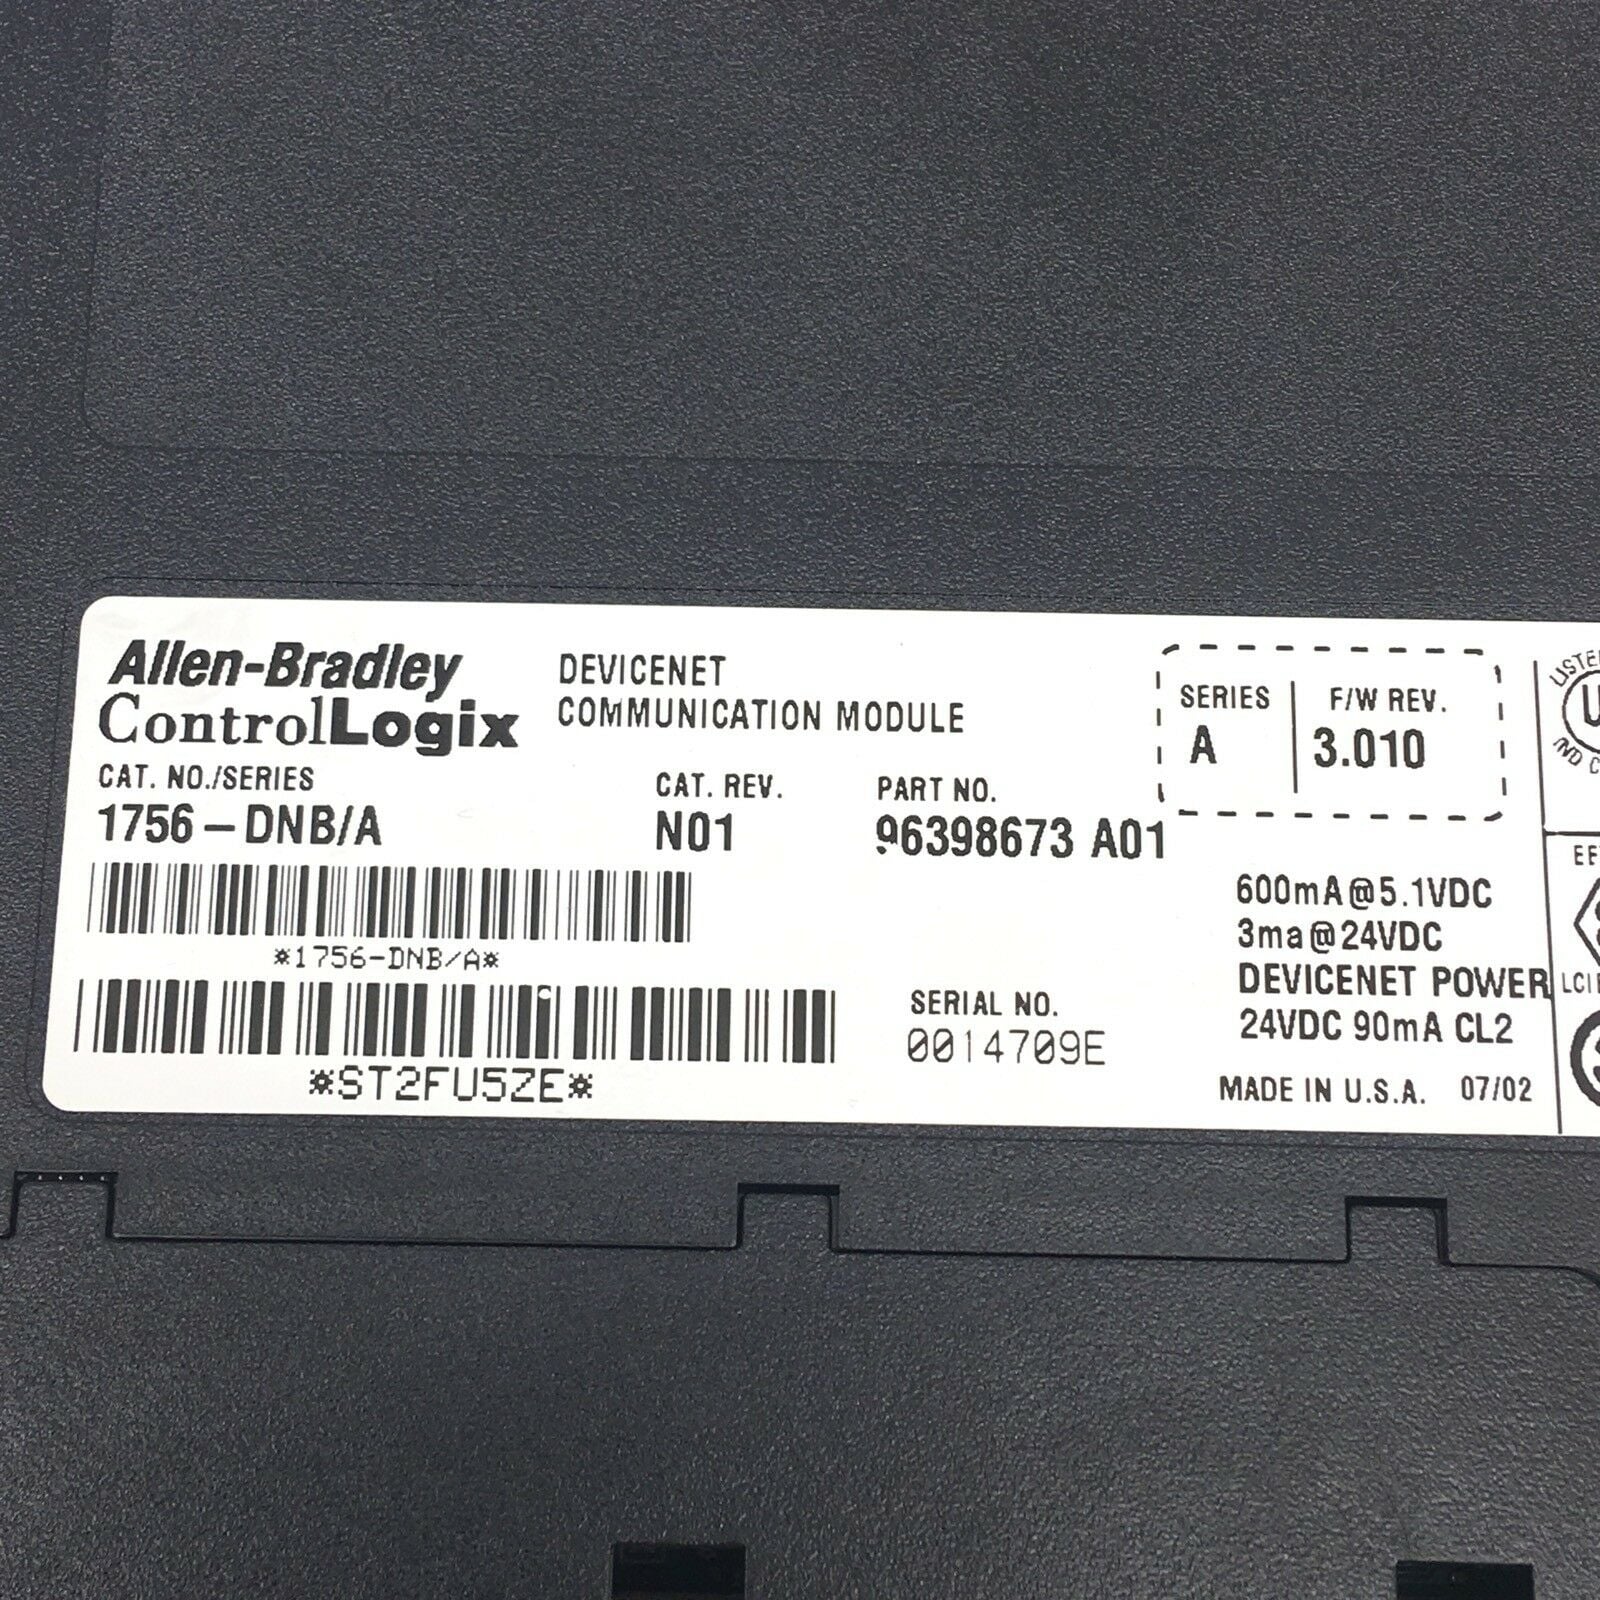 Allen-Bradley
ControlLogix
DEVICENET
COMMUNICATION MODULE
SERIES
A
F/W REV.
3.010
CAT. NO./SERIES
1756-DNB/A
CAT. REV.
N01
PART NO.
96398673 A01
*1756-DNB/A*
*ST2FU5ZE*
SERIAL NO.
0014709E
600mA@5.1VDC
3ma@24VDC
DEVICENET POWER
24VDC 90mA CL2
MADE IN U.S.A. 07/02